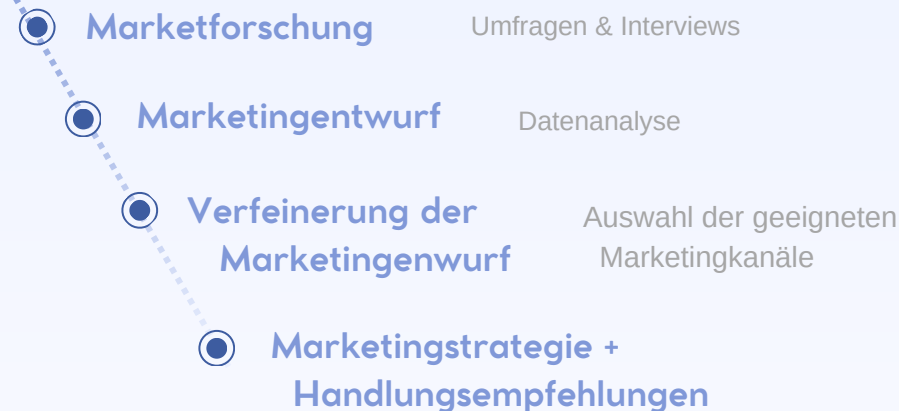 Marketforschung
Umfragen & Interviews
Marketingentwurf
Datenanalyse
Verfeinerung der
Marketingenwurf
Auswahl der geeigneten
Marketingkanäle
Marketingstrategie +
Handlungsempfehlungen